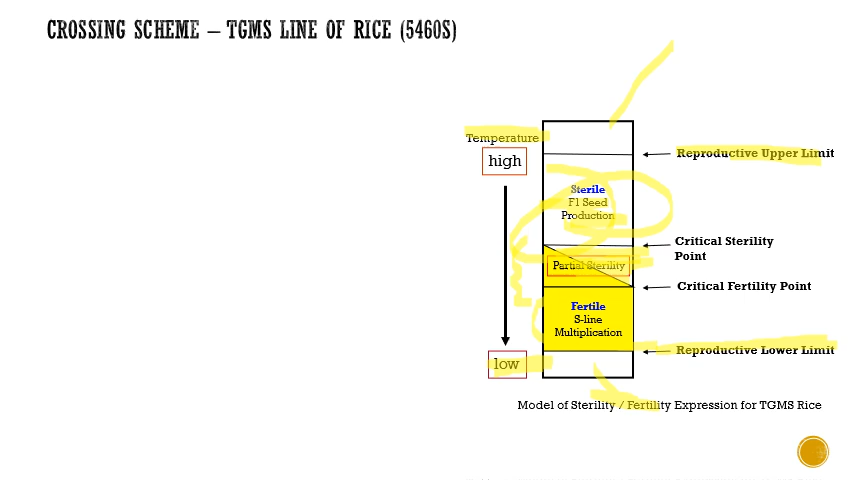 CROSSING SCHEME – TGMS LINE OF RICE (5460S)
Temperature
high
Reproductive Upper Limit
Sterile
F1 Seed
Production
Critical Sterility
Point
Partial Sterility
Critical Fertility Point
Fertile
S-line
Multiplication
Reproductive Lower Limit
low
Model of Sterility / Fertility Expression for TGMS Rice